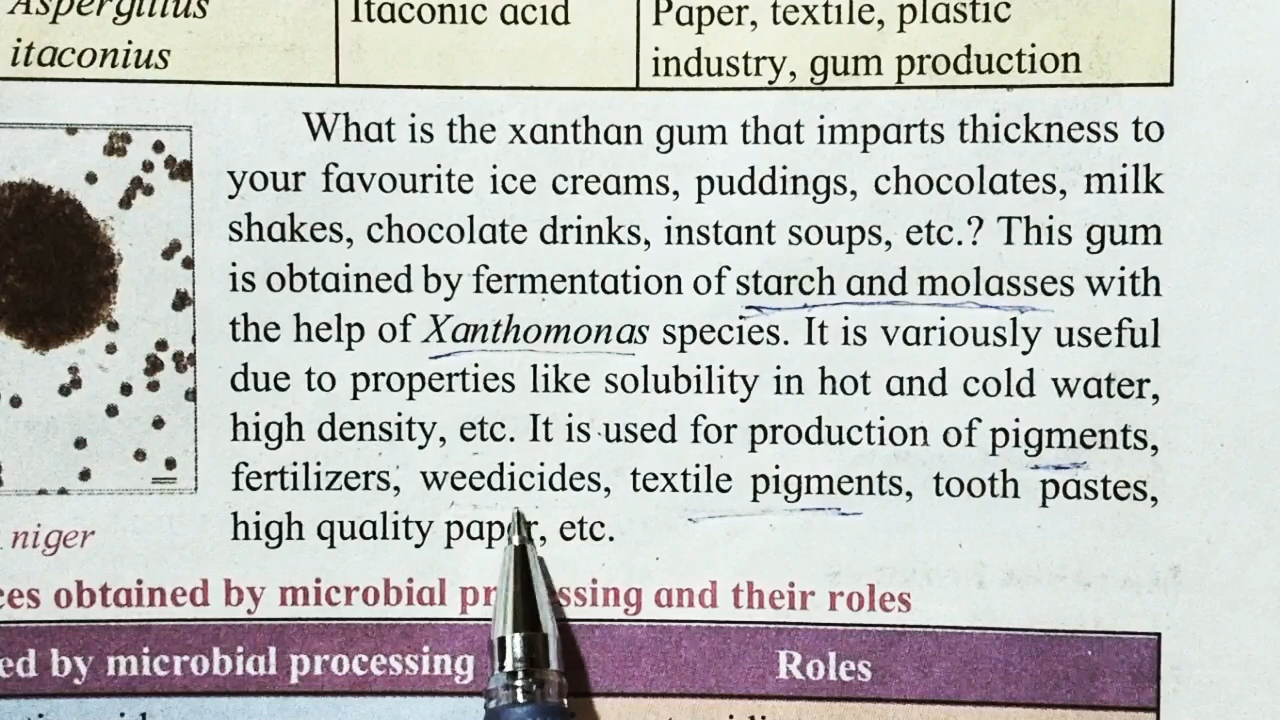 Aspergillus
itaconius
Itaconic acid
Paper, textile, plastic
industry, gum production
What is the xanthan gum that imparts thickness to
your favourite ice creams, puddings, chocolates, milk
shakes, chocolate drinks, instant soups, etc.? This gum
is obtained by fermentation of starch and molasses with
the help of Xanthomonas species. It is variously useful
due to properties like solubility in hot and cold water,
high density, etc. It is used for production of pigments,
fertilizers, weedicides, textile pigments, tooth pastes,
high quality paper, etc.
niger
obtained by microbial processing and their roles
by microbial processing
Roles